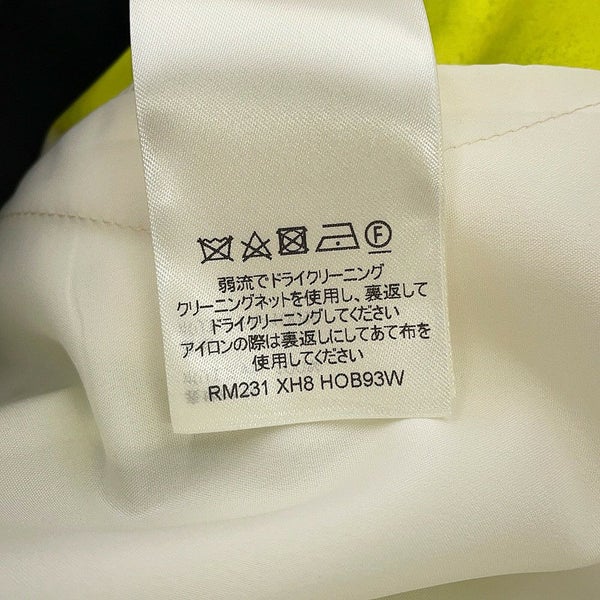 F
弱流でドライクリーニング
クリーニングネットを使用し、裏返して
ドライクリーニングしてください
アイロンの際は裏返しにしてあて布を
使用してください
RM231 XH8 HOB93W